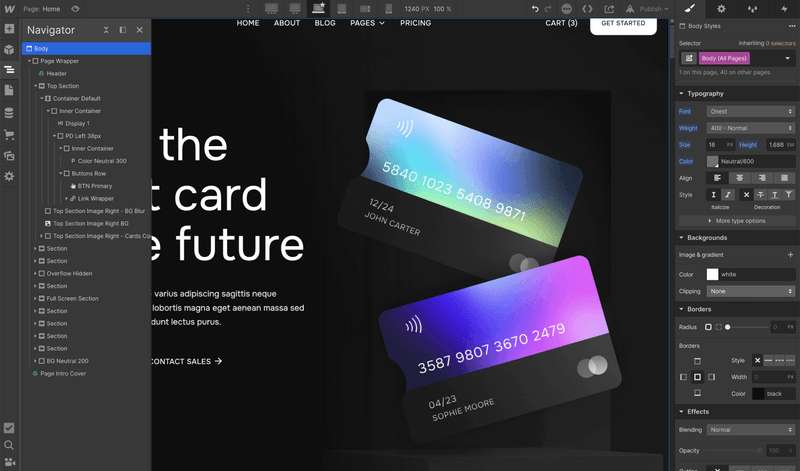 Page: Home
1240 PX 100 %
Publish
Navigator
Body
Page Wrapper
Header
Top Section
Container Default
Inner Container
Display 1
PD Left 38px
Inner Container
Color Neutral 300
Buttons Row
BTN Primary
Link Wrapper
Top Section Image Right - BG Blur
Top Section Image Right BG
Top Section Image Right - Cards Co
Section
Section
Overflow Hidden
Section
Full Screen Section
Section
Section
Section
Section
BG Neutral 200
Page Intro Cover
HOME ABOUT BLOG PAGES PRICING CART (3) GET STARTED
the
t card
e future
varius adipiscing sagittis neque
lobortis magna eget aenean massa sed
dunt lectus purus.
CONTACT SALES
5840 1023 5408 9871
12/24
JOHN CARTER
3587 9807 3670 2479
04/23
SOPHIE MOORE
Body Styles
Selector Inheriting 0 selectors
Body (All Pages)
1 on this page, 40 on other pages
Typography
Font Onest
Weight 400 - Normal
Size 16 PX Height 1.688 EM
Color Neutral/600
Align
Style
Italicize Decoration
More type options
Backgrounds
Image & gradient
Color white
Clipping None
Borders
Radius 0 PX
Borders
Style
Width 0 PX
Color black
Effects
Blending Normal
Opacity 100 %